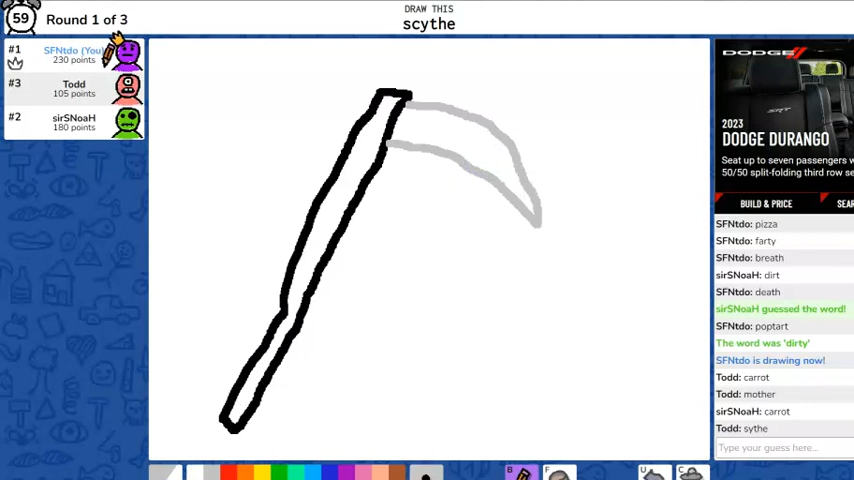 59
Round 1 of 3
DRAW THIS
scythe
#1
SFNtdo (You)
230 points
#3
Todd
105 points
#2
sirSNoaH
180 points
DODGE
SRT
2023
DODGE DURANGO
Seat up to seven passengers w
50/50 split-folding third row se
BUILD & PRICE
SEAR
SFNtdo: pizza
SFNtdo: farty
SFNtdo: breath
sirSNoaH: dirt
SFNtdo: death
sirSNoaH guessed the word!
SFNtdo: poptart
The word was 'dirty'
SFNtdo is drawing now!
Todd: carrot
Todd: mother
sirSNoaH: carrot
Todd: sythe
Type your guess here...
B
F
U
C